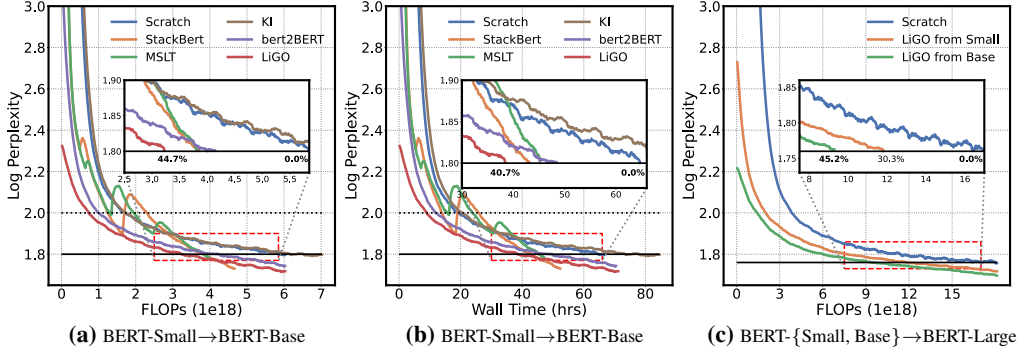 Log Perplexity
3.0
2.8
2.6
2.4
2.2
2.0
1.8
Scratch
StackBert
MSLT
KI
bert2BERT
LiGO
1.90
1.85
1.80
44.7%
0.0%
2.5 3.0 3.5 4.0 4.5 5.0 5.5
0 1 2 3 4 5 6 7
FLOPs (1e18)
(a) BERT-Small→BERT-Base
Log Perplexity
3.0
2.8
2.6
2.4
2.2
2.0
1.8
Scratch
StackBert
MSLT
KI
bert2BERT
LiGO
1.90
1.85
1.80
40.7%
0.0%
30 40 50 60
0 20 40 60 80
Wall Time (hrs)
(b) BERT-Small→BERT-Base
Log Perplexity
3.0
2.8
2.6
2.4
2.2
2.0
1.8
Scratch
LiGO from Small
LiGO from Base
1.85
1.80
1.75
45.2% 30.3% 0.0%
8 10 12 14 16
0 3 6 9 12 15
FLOPs (1e18)
(c) BERT-{Small, Base}→BERT-Large